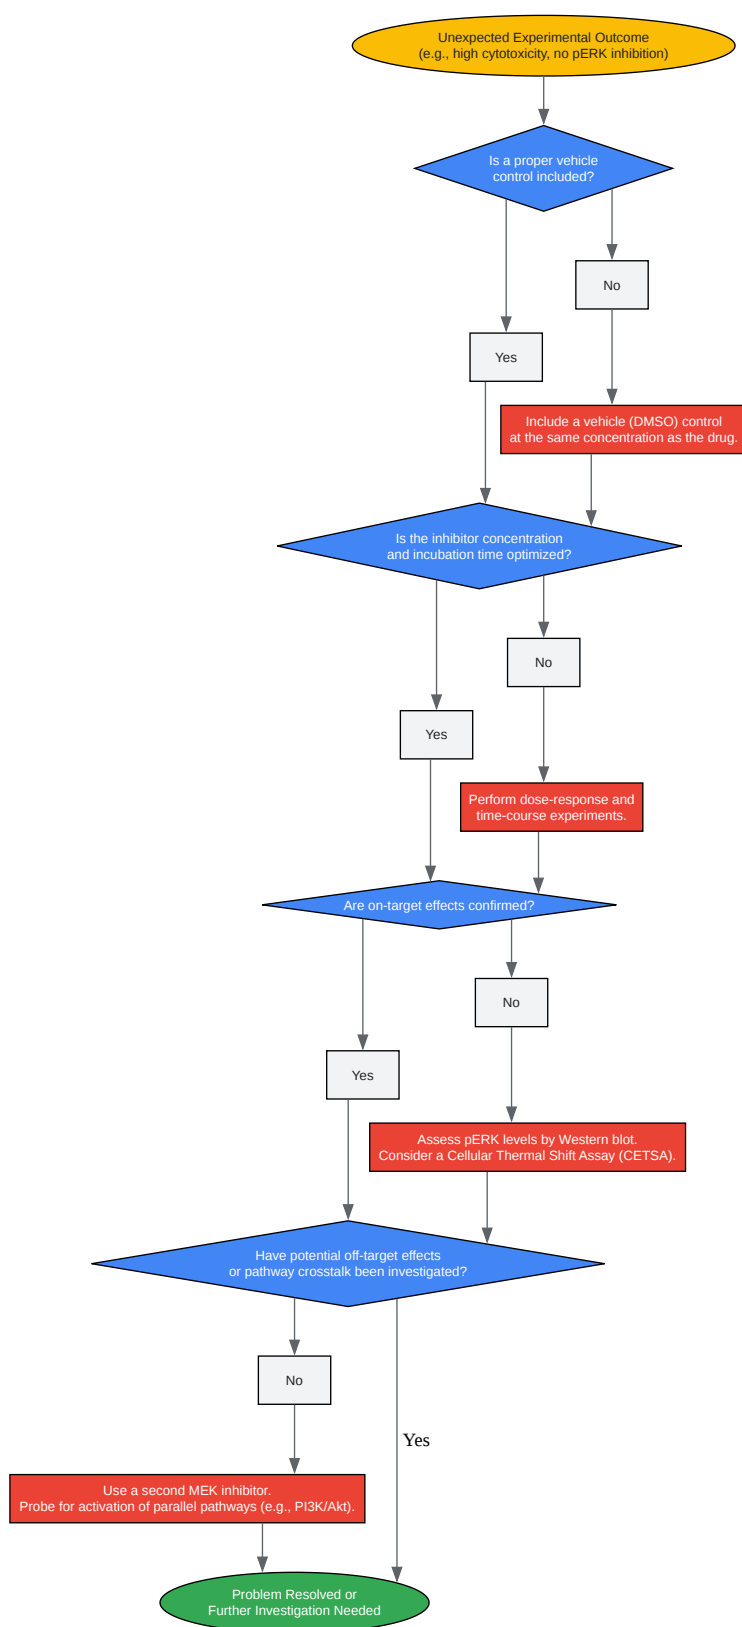 Unexpected Experimental Outcome
(e.g., high cytotoxicity, no pERK inhibition)
Is a proper vehicle
control included?
No
Yes
Include a vehicle (DMSO) control
at the same concentration as the drug.
Is the inhibitor concentration
and incubation time optimized?
No
Yes
Perform dose-response and
time-course experiments.
Are on-target effects confirmed?
No
Yes
Assess pERK levels by Western blot.
Consider a Cellular Thermal Shift Assay (CETSA).
Have potential off-target effects
or pathway crosstalk been investigated?
No
Yes
Use a second MEK inhibitor.
Probe for activation of parallel pathways (e.g., PI3K/Akt).
Problem Resolved or
Further Investigation Needed